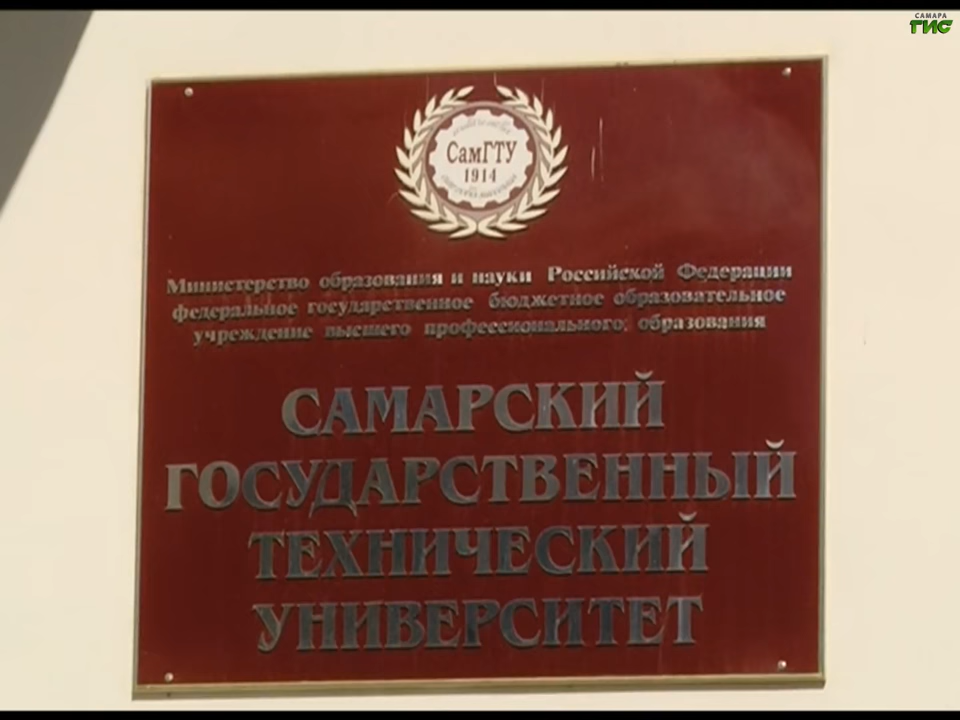 САМАРА
ГИС
СамГТУ
1914
Министерство образования и науки Российской Федерации
федеральное государственное бюджетное образовательное
учреждение высшего профессионального образования
САМАРСКИЙ
ГОСУДАРСТВЕННЫЙ
ТЕХНИЧЕСКИЙ
УНИВЕРСИТЕТ